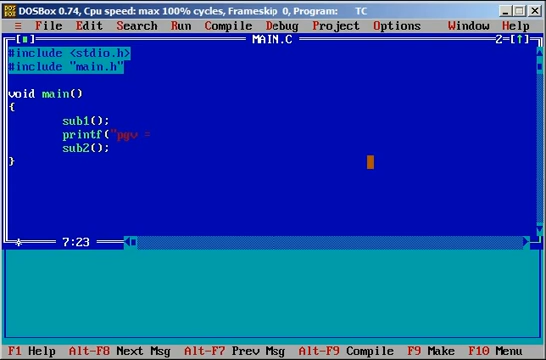 DOSBox 0.74, Cpu speed: max 100% cycles, Frameskip 0, Program: TC
≡ File Edit Search Run Compile Debug Project Options Window Help
[■] MAIN.C 2=[↑]
#include <stdio.h>
#include "main.h"
void main()
{
sub1();
printf("pgv =
sub2();
}
* 7:23
F1 Help Alt-F8 Next Msg Alt-F7 Prev Msg Alt-F9 Compile F9 Make F10 Menu